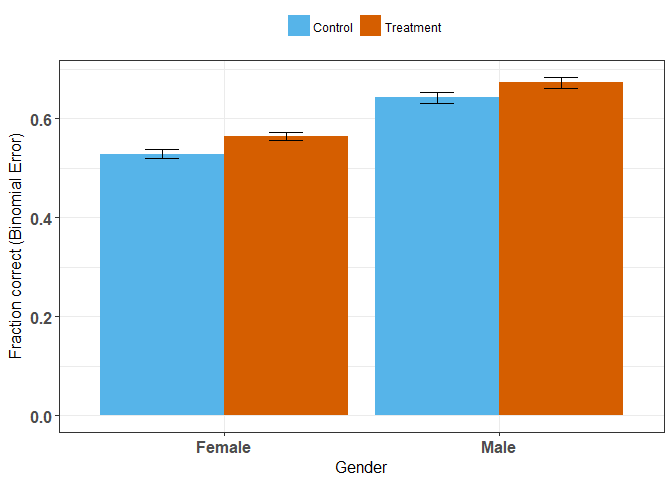 Control Treatment
Fraction correct (Binomial Error)
0.6
0.4
0.2
0.0
Female Male
Gender